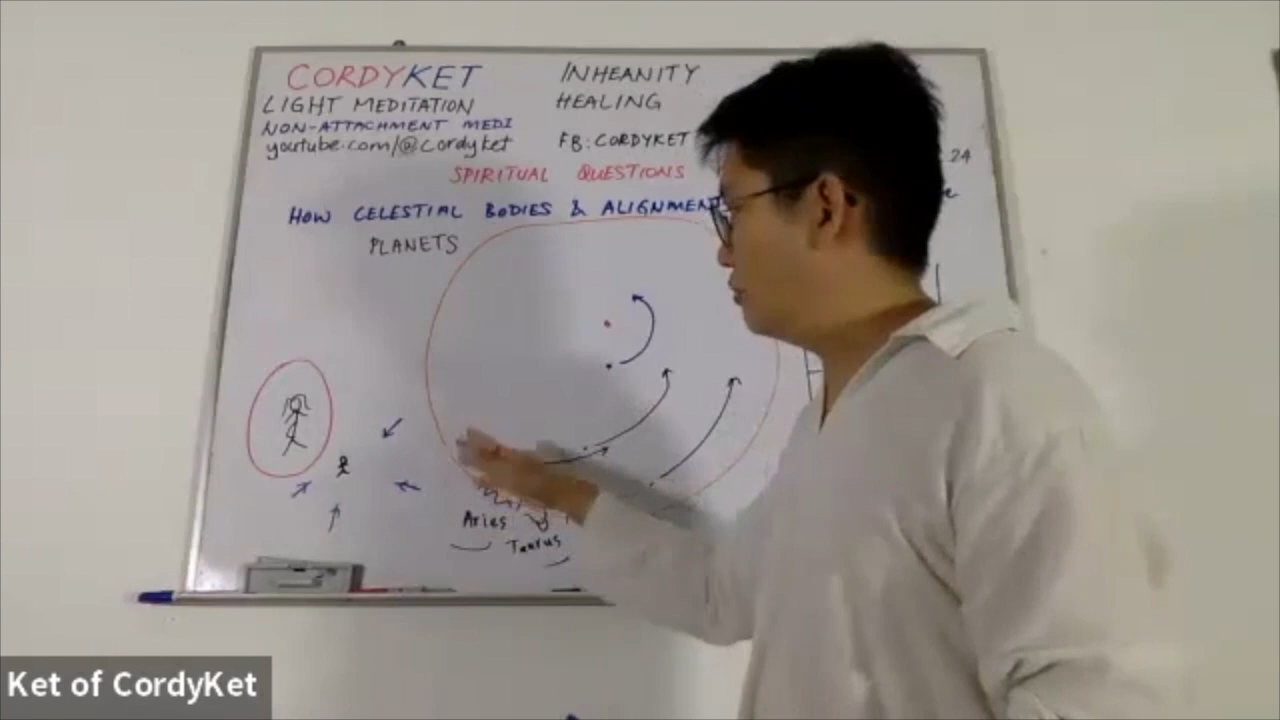 CORDYKET
LIGHT MEDITATION
NON-ATTACHMENT MEDI
youtube.com/@cordyket
INHEANITY
HEALING
FB: CORDYKET
24
SPIRITUAL QUESTIONS
HOW CELESTIAL BODIES & ALIGNMENT
PLANETS
Aries
Taurus
Ket of CordyKet